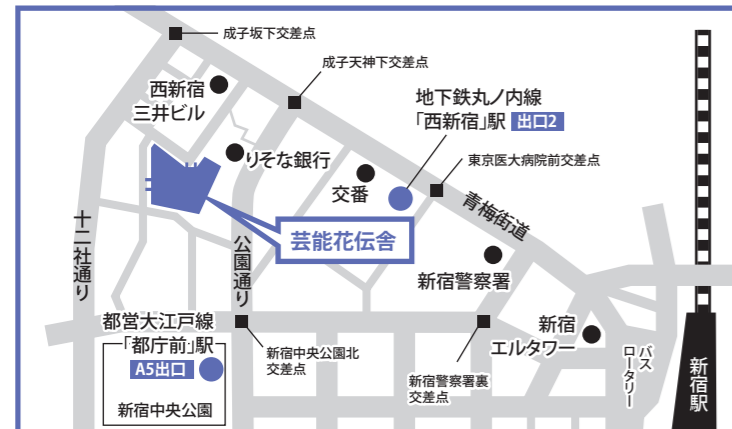 成子坂下交差点
成子天神下交差点
西新宿
三井ビル
地下鉄丸ノ内線
「西新宿」駅 出口2
りそな銀行
東京医大病院前交差点
交番
青梅街道
十二社通り
公園通り
芸能花伝舎
新宿警察署
都営大江戸線
「都庁前」駅
A5出口
新宿中央公園
新宿中央公園北
交差点
新宿警察署裏
交差点
新宿
エルタワー
バス
ロータリー
新宿駅